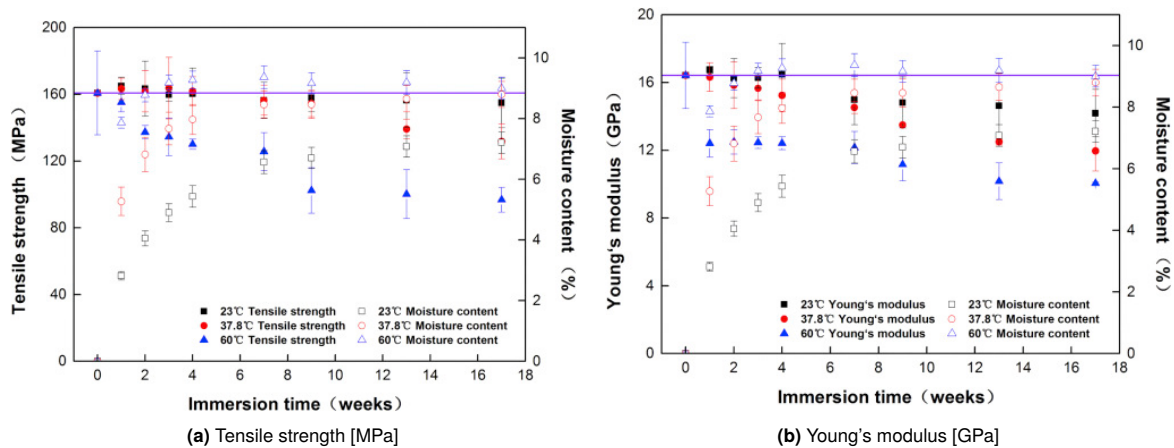 200
160
120
80
40
0
Tensile strength（MPa）
10
8
6
4
2
0
Moisture content（%）
23℃ Tensile strength
37.8℃ Tensile strength
60℃ Tensile strength
23℃ Moisture content
37.8℃ Moisture content
60℃ Moisture content
0 2 4 6 8 10 12 14 16 18
Immersion time（weeks）
(a) Tensile strength [MPa]
20
16
12
8
4
0
Young‘s modulus（GPa）
10
8
6
4
2
0
Moisture content（%）
23℃ Young‘s modulus
37.8℃ Young‘s modulus
60℃ Young‘s modulus
23℃ Moisture content
37.8℃ Moisture content
60℃ Moisture content
0 2 4 6 8 10 12 14 16 18
Immersion time（weeks）
(b) Young’s modulus [GPa]